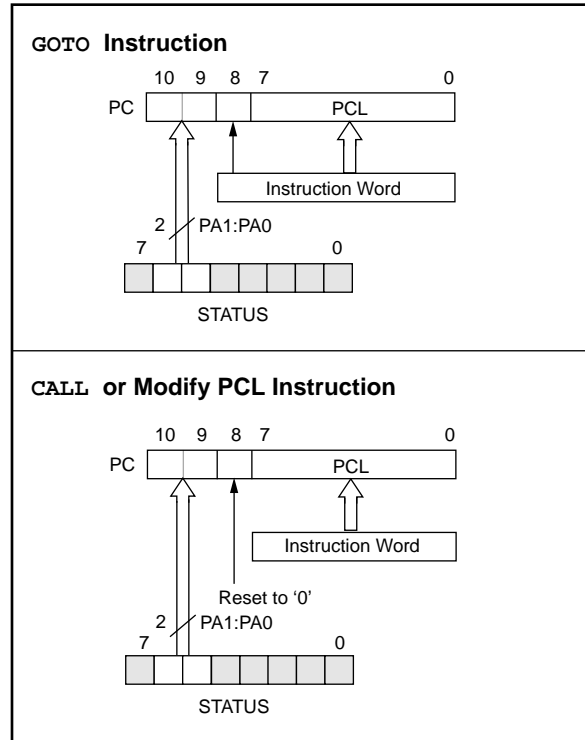 GOTO Instruction
10 9 8 7 0
PC PCL
Instruction Word
2 PA1:PA0
7 0
STATUS
CALL or Modify PCL Instruction
10 9 8 7 0
PC PCL
Instruction Word
Reset to ‘0’
2 PA1:PA0
7 0
STATUS